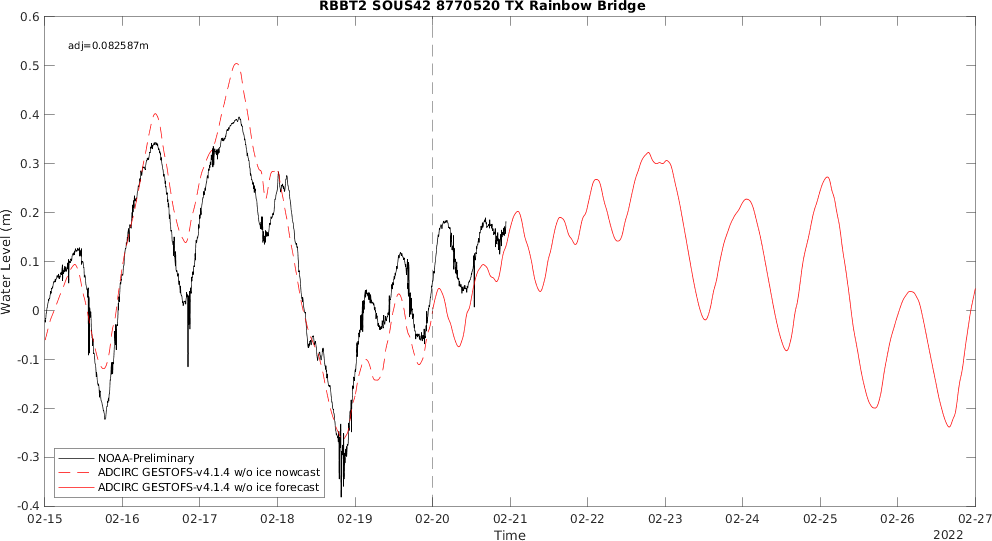 RBBT2 SOUS42 8770520 TX Rainbow Bridge
adj=0.082587m
0.6
0.5
0.4
0.3
0.2
0.1
0
-0.1
-0.2
-0.3
-0.4
Water Level (m)
NOAA-Preliminary
ADCIRC GESTOFS-v4.1.4 w/o ice nowcast
ADCIRC GESTOFS-v4.1.4 w/o ice forecast
02-15 02-16 02-17 02-18 02-19 02-20 02-21 02-22 02-23 02-24 02-25 02-26 02-27
Time
2022